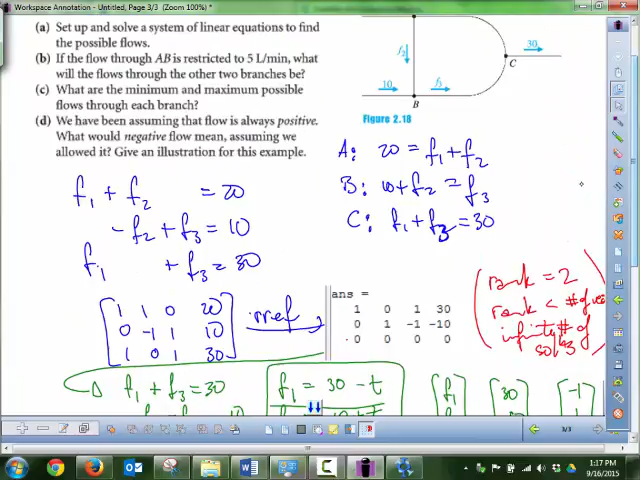 Workspace Annotation - Untitled, Page 3/3 (Zoom 200%) *
(a) Set up and solve a system of linear equations to find
the possible flows.
(b) If the flow through AB is restricted to 5 L/min, what
will the flows through the other two branches be?
(c) What are the minimum and maximum possible
flows through each branch?
(d) We have been assuming that flow is always positive.
What would negative flow mean, assuming we
allowed it? Give an illustration for this example.
f₂
30
C
10
f₃
B
Figure 2.18
A: 20 = f₁ + f₂
B: 10 + f₂ = f₃
C: f₁ + f₃ = 30
f₁ + f₂ = 20
- f₂ + f₃ = 10
f₁ + f₃ = 30
1 1 0 20
0 -1 1 10
1 0 1 30
rref
ans =
1 0 1 30
0 1 -1 -10
0 0 0 0
rank = 2
rank < # of
infinite # of
sol's
f₁ + f₃ = 30
f₁ = 30 - t
f₁
30
-1
3/3
1:17 PM
9/16/2015